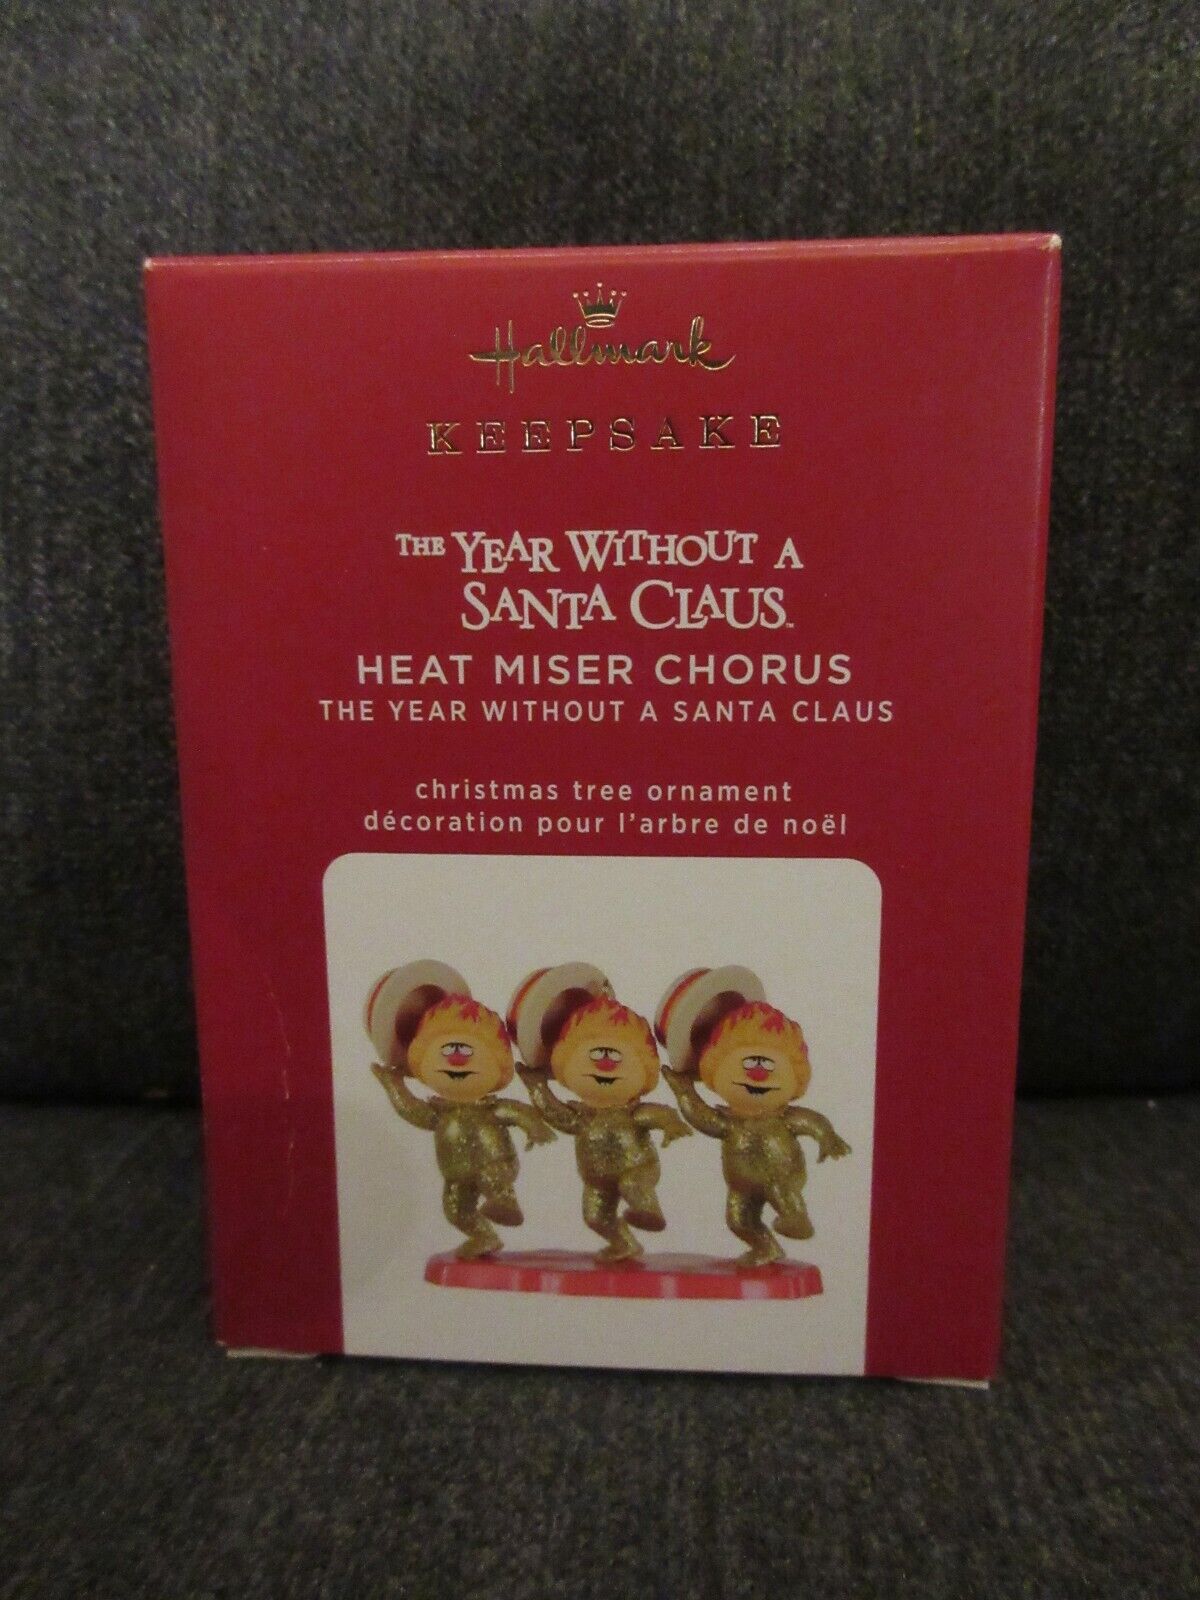 Hallmark
KEEPSAKE
THE YEAR WITHOUT A
SANTA CLAUS™
HEAT MISER CHORUS
THE YEAR WITHOUT A SANTA CLAUS
christmas tree ornament
décoration pour l'arbre de noël